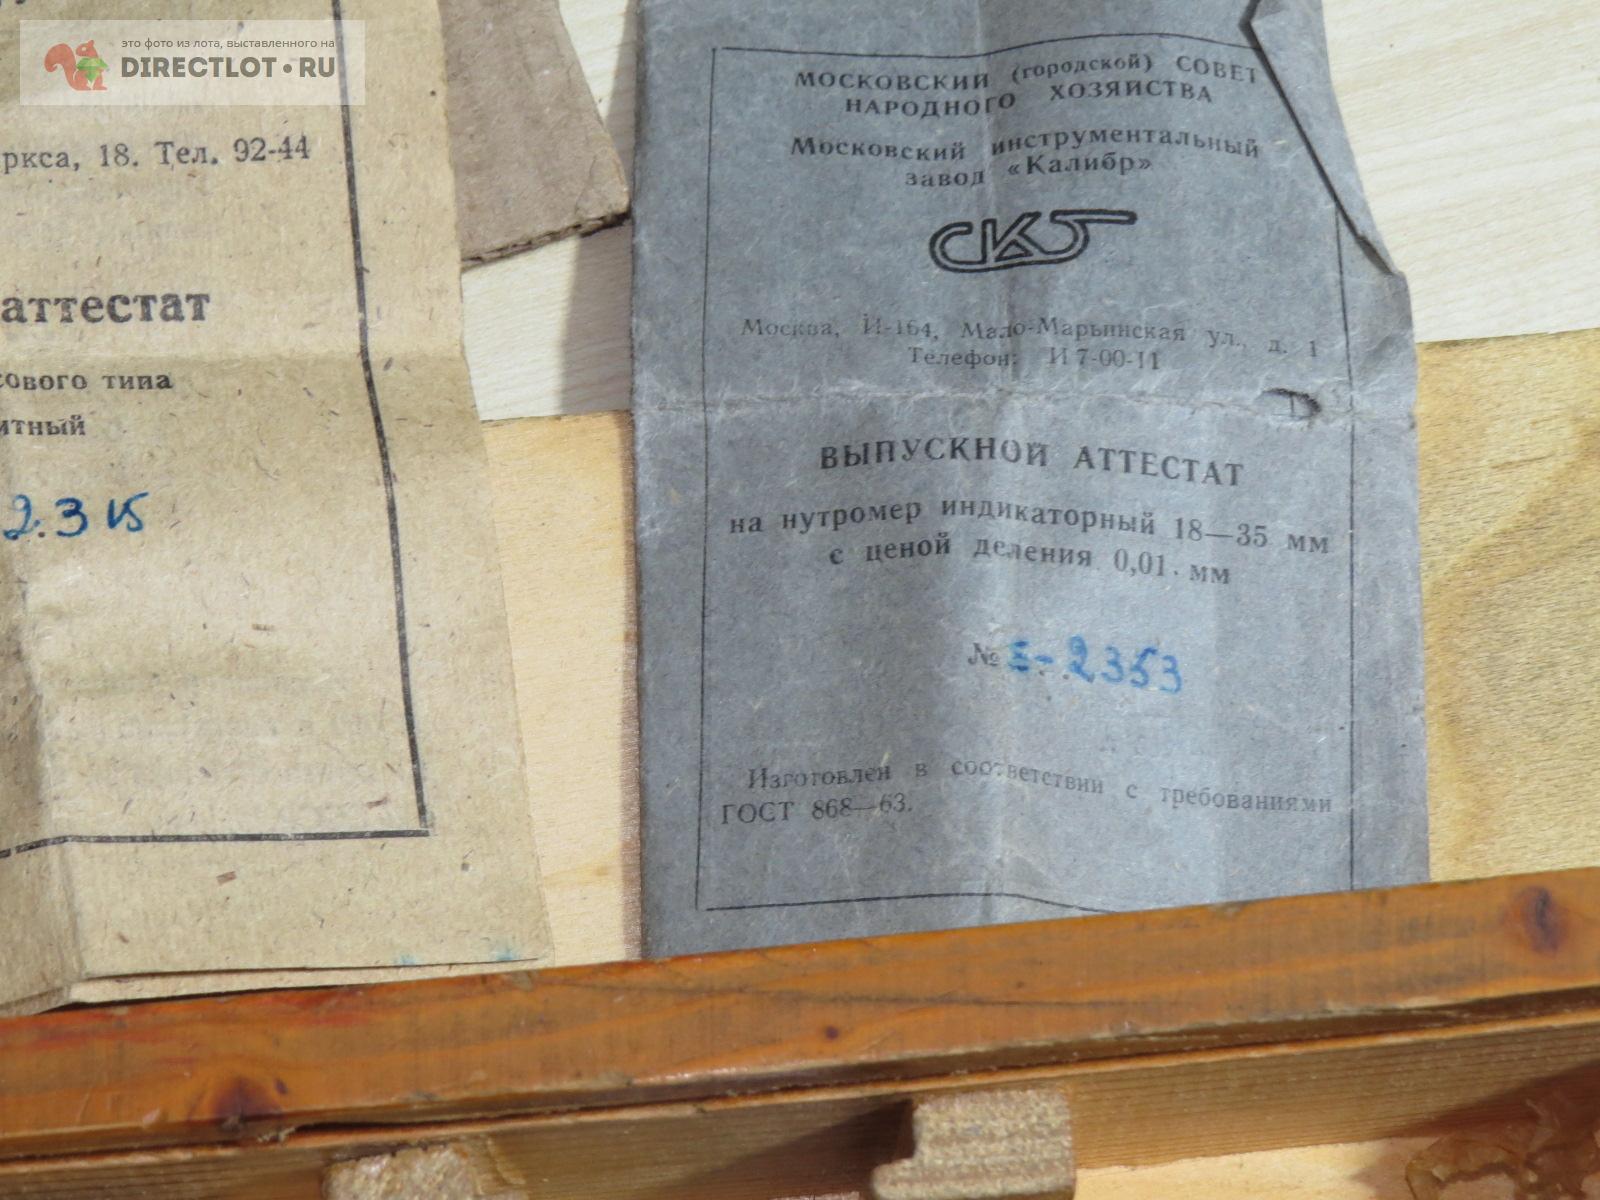 это фото из лота, выставленного на
DIRECTLOT•RU
ркса, 18. Тел. 92-44
аттестат
сового типа
итный
2.3
МОСКОВСКИЙ (городской) СОВЕТ
НАРОДНОГО ХОЗЯЙСТВА
Московский инструментальный
завод «Калибр»
Москва, И-164, Мало-Марьинская ул., д. 1
Телефон: И 7-00-11
ВЫПУСКНОЙ АТТЕСТАТ
на нутромер индикаторный 18—35 мм
с ценой деления 0,01 мм
№ 2353
Изготовлен в соответствии с требованиями
ГОСТ 868—63.